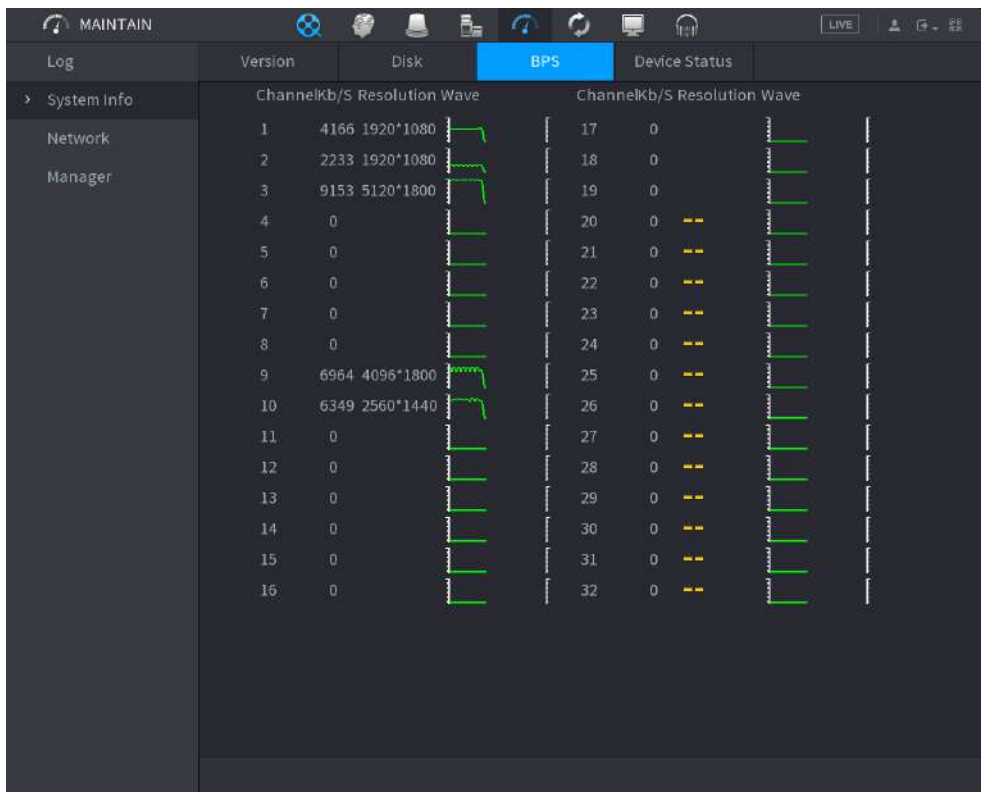 MAINTAIN LIVE
Log Version Disk BPS Device Status
> System Info
Network
Manager
ChannelKb/S Resolution Wave ChannelKb/S Resolution Wave
1 4166 1920*1080 17 0
2 2233 1920*1080 18 0
3 9153 5120*1800 19 0
4 0 20 0 --
5 0 21 0 --
6 0 22 0 --
7 0 23 0 --
8 0 24 0 --
9 6964 4096*1800 25 0 --
10 6349 2560*1440 26 0 --
11 0 27 0 --
12 0 28 0 --
13 0 29 0 --
14 0 30 0 --
15 0 31 0 --
16 0 32 0 --